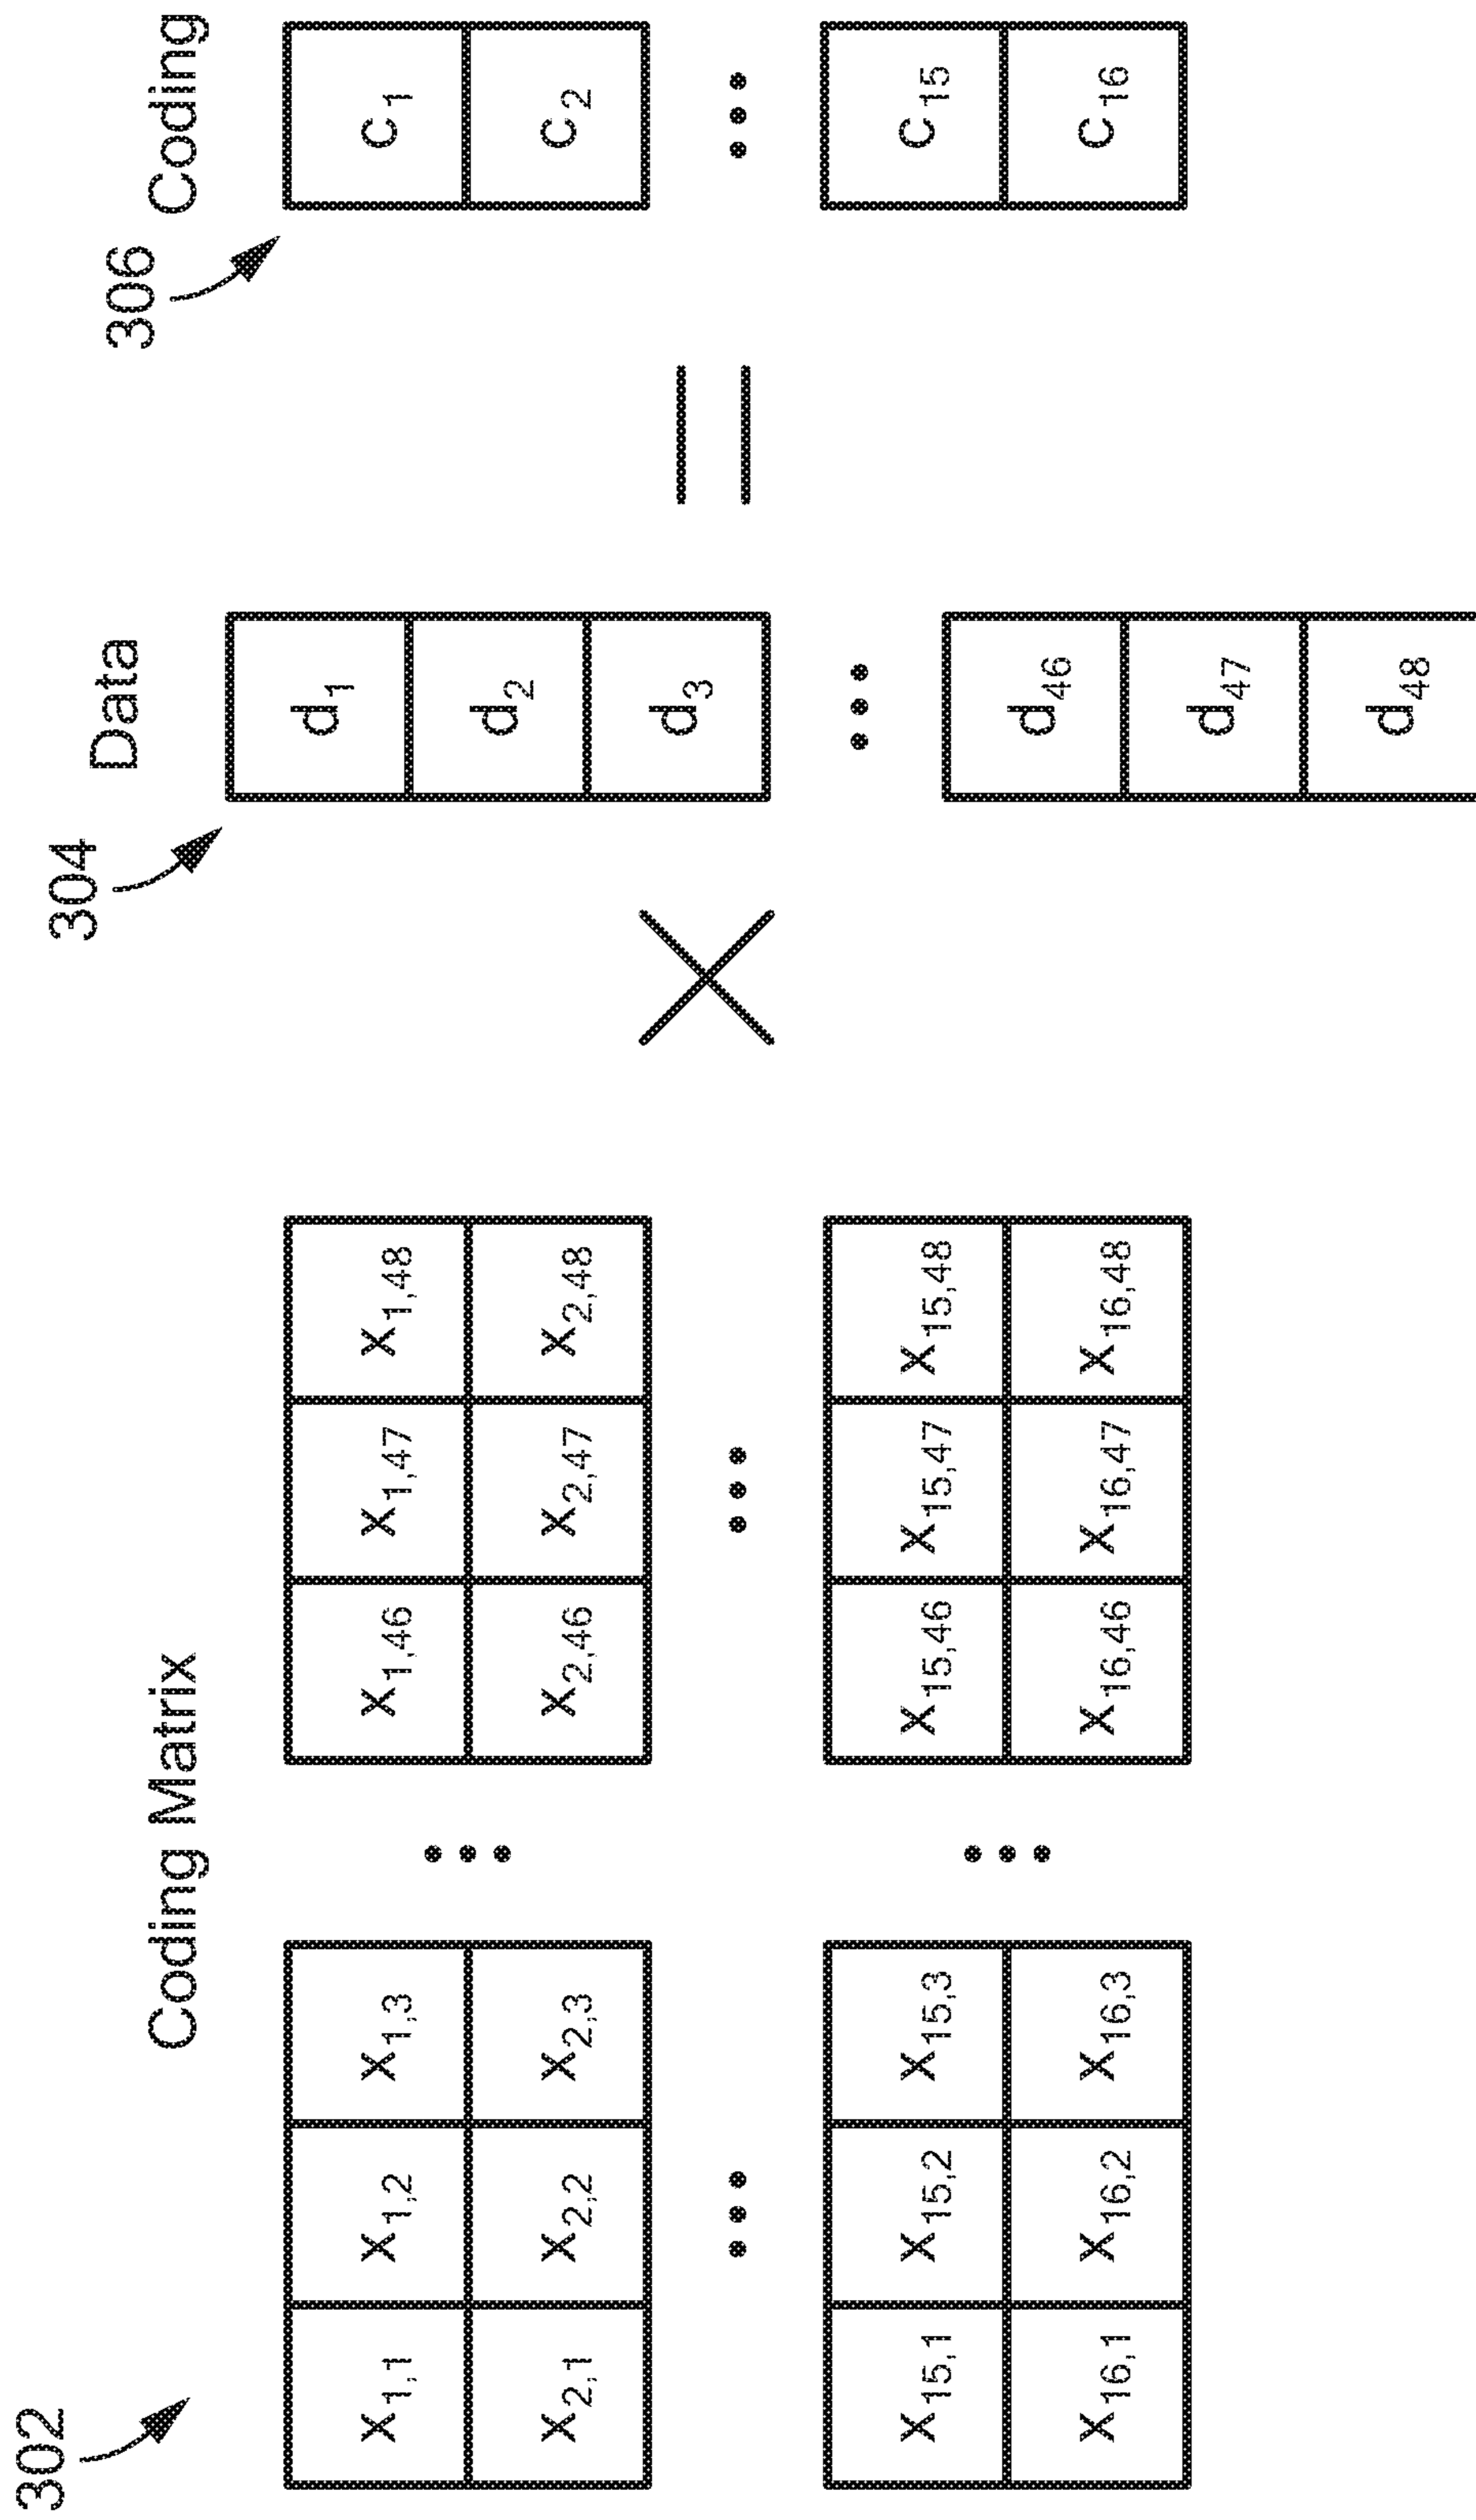 302
Coding Matrix
304
Data
306
Coding
x1,1 x1,2 x1,3 ••• x1,46 x1,47 x1,48
x2,1 x2,2 x2,3 x2,46 x2,47 x2,48
••• •••
x15,1 x15,2 x15,3 ••• x15,46 x15,47 x15,48
x16,1 x16,2 x16,3 x16,46 x16,47 x16,48
×
d1
d2
d3
•••
d46
d47
d48
=
c1
c2
•••
c15
c16